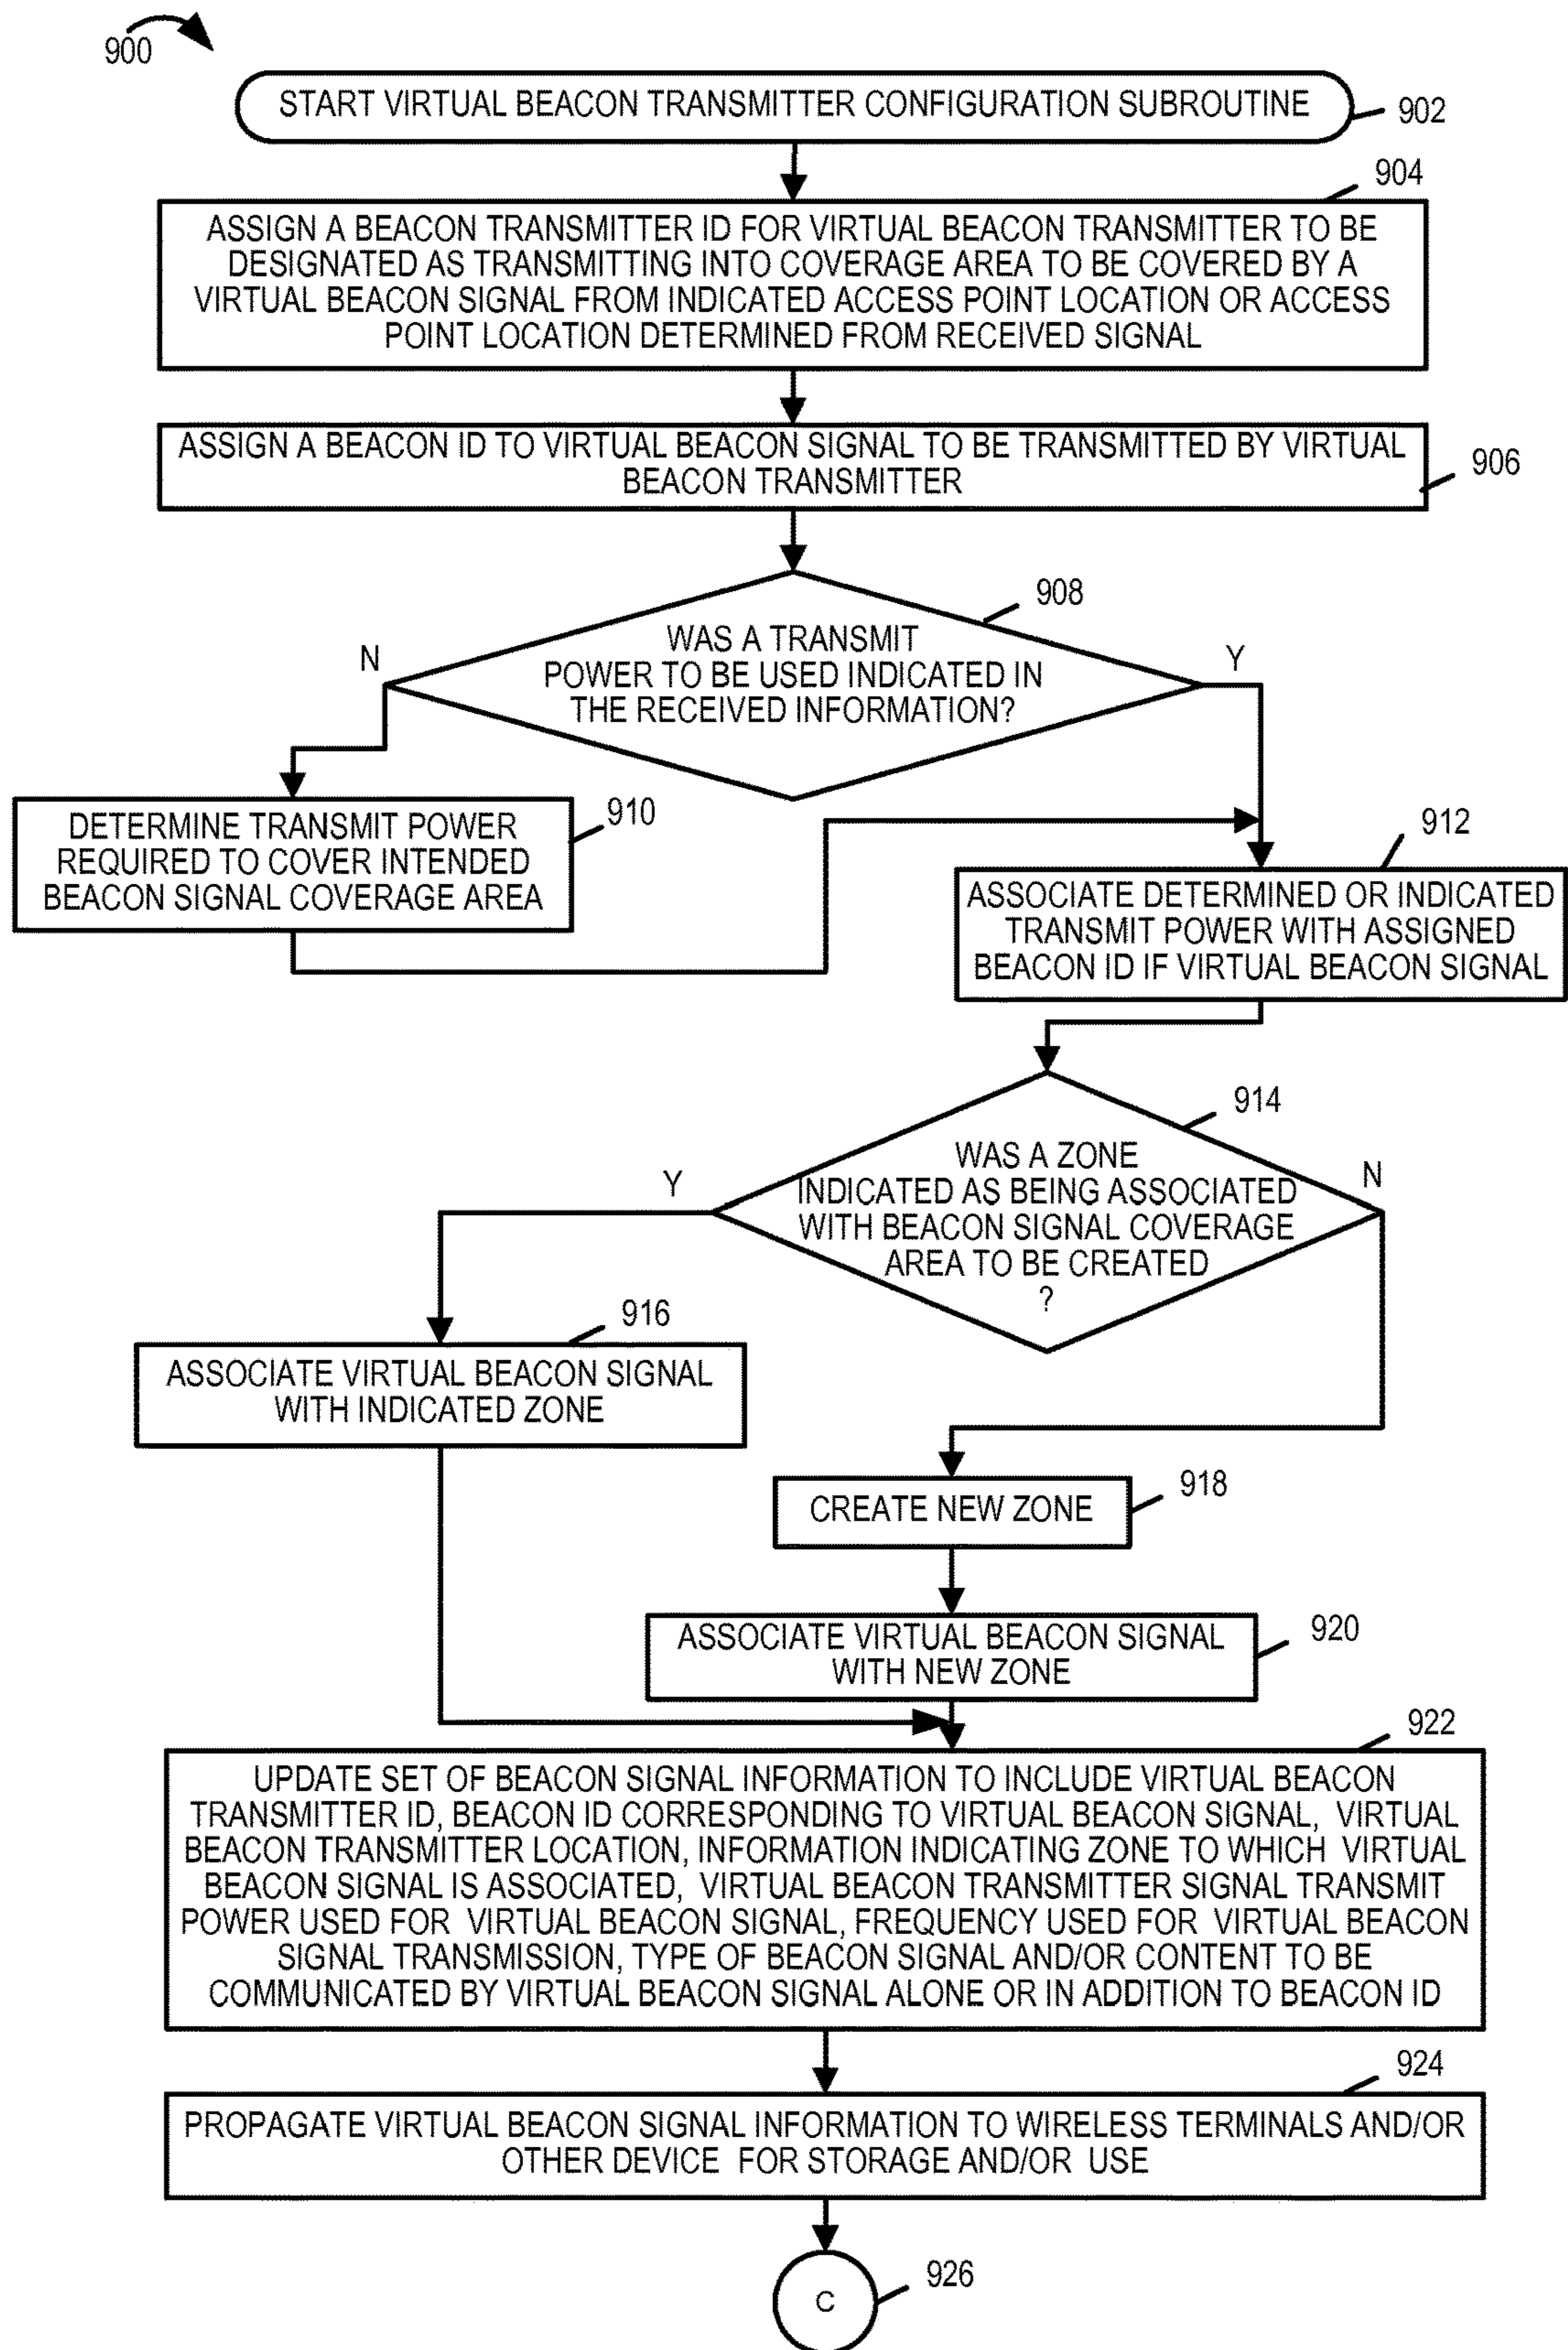 900
START VIRTUAL BEACON TRANSMITTER CONFIGURATION SUBROUTINE
902
904
ASSIGN A BEACON TRANSMITTER ID FOR VIRTUAL BEACON TRANSMITTER TO BE
DESIGNATED AS TRANSMITTING INTO COVERAGE AREA TO BE COVERED BY A
VIRTUAL BEACON SIGNAL FROM INDICATED ACCESS POINT LOCATION OR ACCESS
POINT LOCATION DETERMINED FROM RECEIVED SIGNAL
ASSIGN A BEACON ID TO VIRTUAL BEACON SIGNAL TO BE TRANSMITTED BY VIRTUAL
BEACON TRANSMITTER
906
908
N
Y
WAS A TRANSMIT
POWER TO BE USED INDICATED IN
THE RECEIVED INFORMATION?
910
DETERMINE TRANSMIT POWER
REQUIRED TO COVER INTENDED
BEACON SIGNAL COVERAGE AREA
912
ASSOCIATE DETERMINED OR INDICATED
TRANSMIT POWER WITH ASSIGNED
BEACON ID IF VIRTUAL BEACON SIGNAL
914
Y
N
WAS A ZONE
INDICATED AS BEING ASSOCIATED
WITH BEACON SIGNAL COVERAGE
AREA TO BE CREATED
?
916
ASSOCIATE VIRTUAL BEACON SIGNAL
WITH INDICATED ZONE
918
CREATE NEW ZONE
920
ASSOCIATE VIRTUAL BEACON SIGNAL
WITH NEW ZONE
922
UPDATE SET OF BEACON SIGNAL INFORMATION TO INCLUDE VIRTUAL BEACON
TRANSMITTER ID, BEACON ID CORRESPONDING TO VIRTUAL BEACON SIGNAL, VIRTUAL
BEACON TRANSMITTER LOCATION, INFORMATION INDICATING ZONE TO WHICH VIRTUAL
BEACON SIGNAL IS ASSOCIATED, VIRTUAL BEACON TRANSMITTER SIGNAL TRANSMIT
POWER USED FOR VIRTUAL BEACON SIGNAL, FREQUENCY USED FOR VIRTUAL BEACON
SIGNAL TRANSMISSION, TYPE OF BEACON SIGNAL AND/OR CONTENT TO BE
COMMUNICATED BY VIRTUAL BEACON SIGNAL ALONE OR IN ADDITION TO BEACON ID
924
PROPAGATE VIRTUAL BEACON SIGNAL INFORMATION TO WIRELESS TERMINALS AND/OR
OTHER DEVICE FOR STORAGE AND/OR USE
C
926